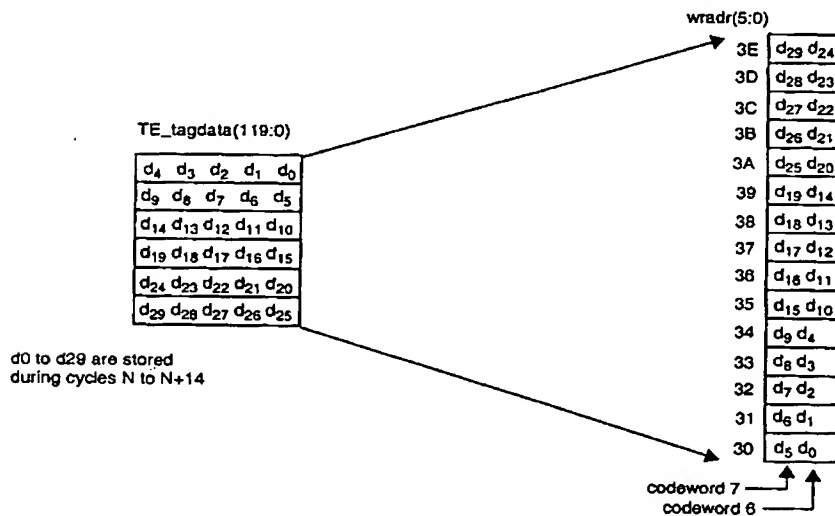 wradr(5:0)
3E d29 d24
3D d28 d23
3C d27 d22
3B d26 d21
3A d25 d20
39 d19 d14
38 d18 d13
37 d17 d12
36 d16 d11
35 d15 d10
34 d9 d4
33 d8 d3
32 d7 d2
31 d6 d1
30 d5 d0
codeword 7
codeword 6
TE_tagdata(119:0)
d4 d3 d2 d1 d0
d9 d8 d7 d6 d5
d14 d13 d12 d11 d10
d19 d18 d17 d16 d15
d24 d23 d22 d21 d20
d29 d28 d27 d26 d25
d0 to d29 are stored
during cycles N to N+14